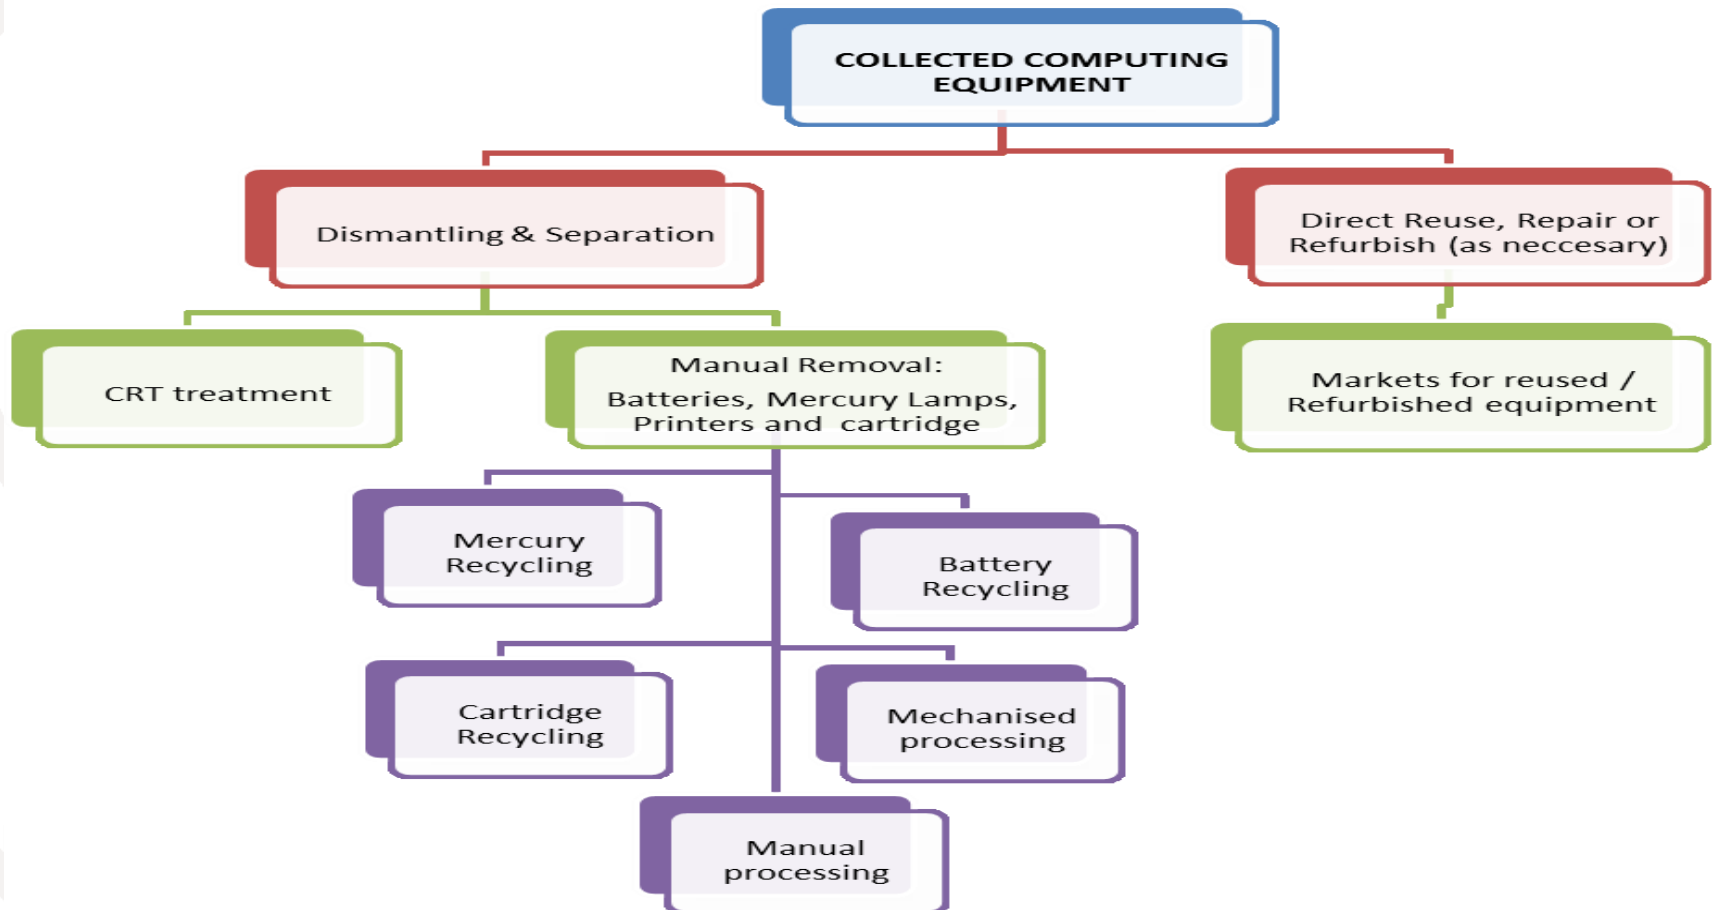 COLLECTED COMPUTING
EQUIPMENT
Dismantling & Separation
Direct Reuse, Repair or
Refurbish (as neccesary)
CRT treatment
Manual Removal:
Batteries, Mercury Lamps,
Printers and cartridge
Markets for reused /
Refurbished equipment
Mercury
Recycling
Battery
Recycling
Cartridge
Recycling
Mechanised
processing
Manual
processing